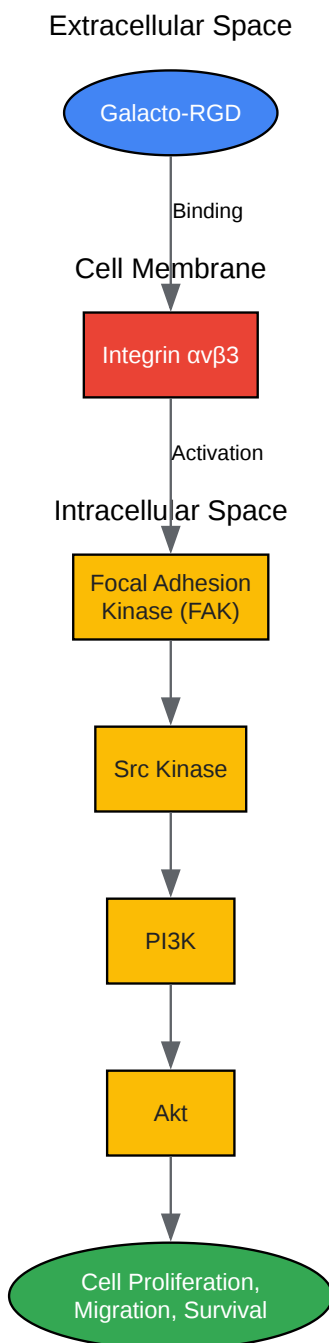 Extracellular Space
Galacto-RGD
Binding
Cell Membrane
Integrin αvβ3
Activation
Intracellular Space
Focal Adhesion
Kinase (FAK)
Src Kinase
PI3K
Akt
Cell Proliferation,
Migration, Survival